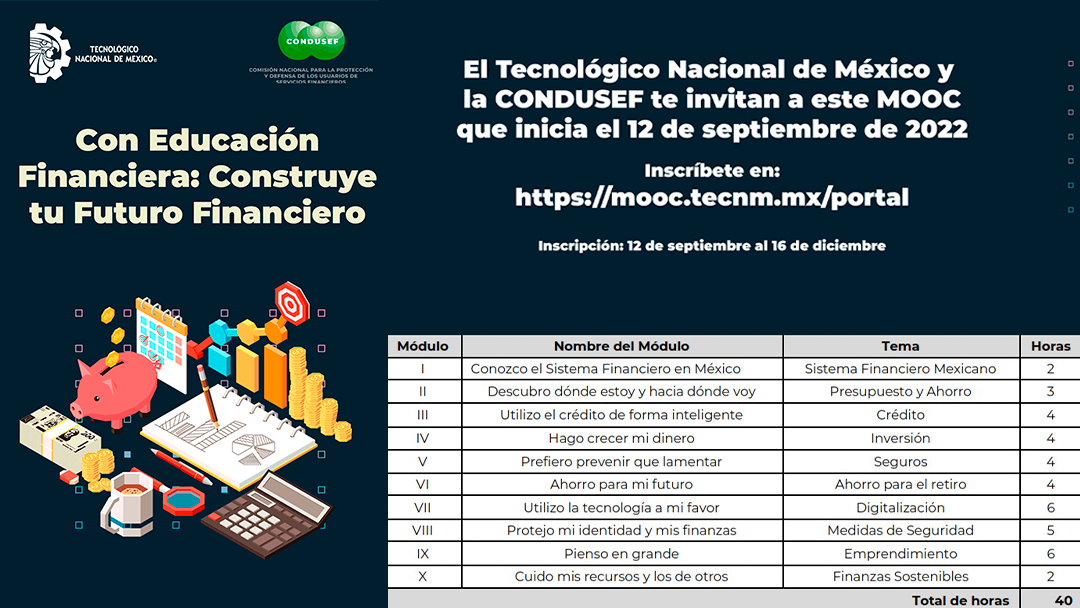 TECNOLÓGICO
NACIONAL DE MÉXICO®
CONDUSEF
COMISIÓN NACIONAL PARA LA PROTECCIÓN
Y DEFENSA DE LOS USUARIOS DE
SERVICIOS FINANCIEROS
Con Educación
Financiera: Construye
tu Futuro Financiero
El Tecnológico Nacional de México y
la CONDUSEF te invitan a este MOOC
que inicia el 12 de septiembre de 2022
Inscríbete en:
https://mooc.tecnm.mx/portal
Inscripción: 12 de septiembre al 16 de diciembre
Módulo Nombre del Módulo Tema Horas
I Conozco el Sistema Financiero en México Sistema Financiero Mexicano 2
II Descubro dónde estoy y hacia dónde voy Presupuesto y Ahorro 3
III Utilizo el crédito de forma inteligente Crédito 4
IV Hago crecer mi dinero Inversión 4
V Prefiero prevenir que lamentar Seguros 4
VI Ahorro para mi futuro Ahorro para el retiro 4
VII Utilizo la tecnología a mi favor Digitalización 6
VIII Protejo mi identidad y mis finanzas Medidas de Seguridad 5
IX Pienso en grande Emprendimiento 6
X Cuido mis recursos y los de otros Finanzas Sostenibles 2
Total de horas 40